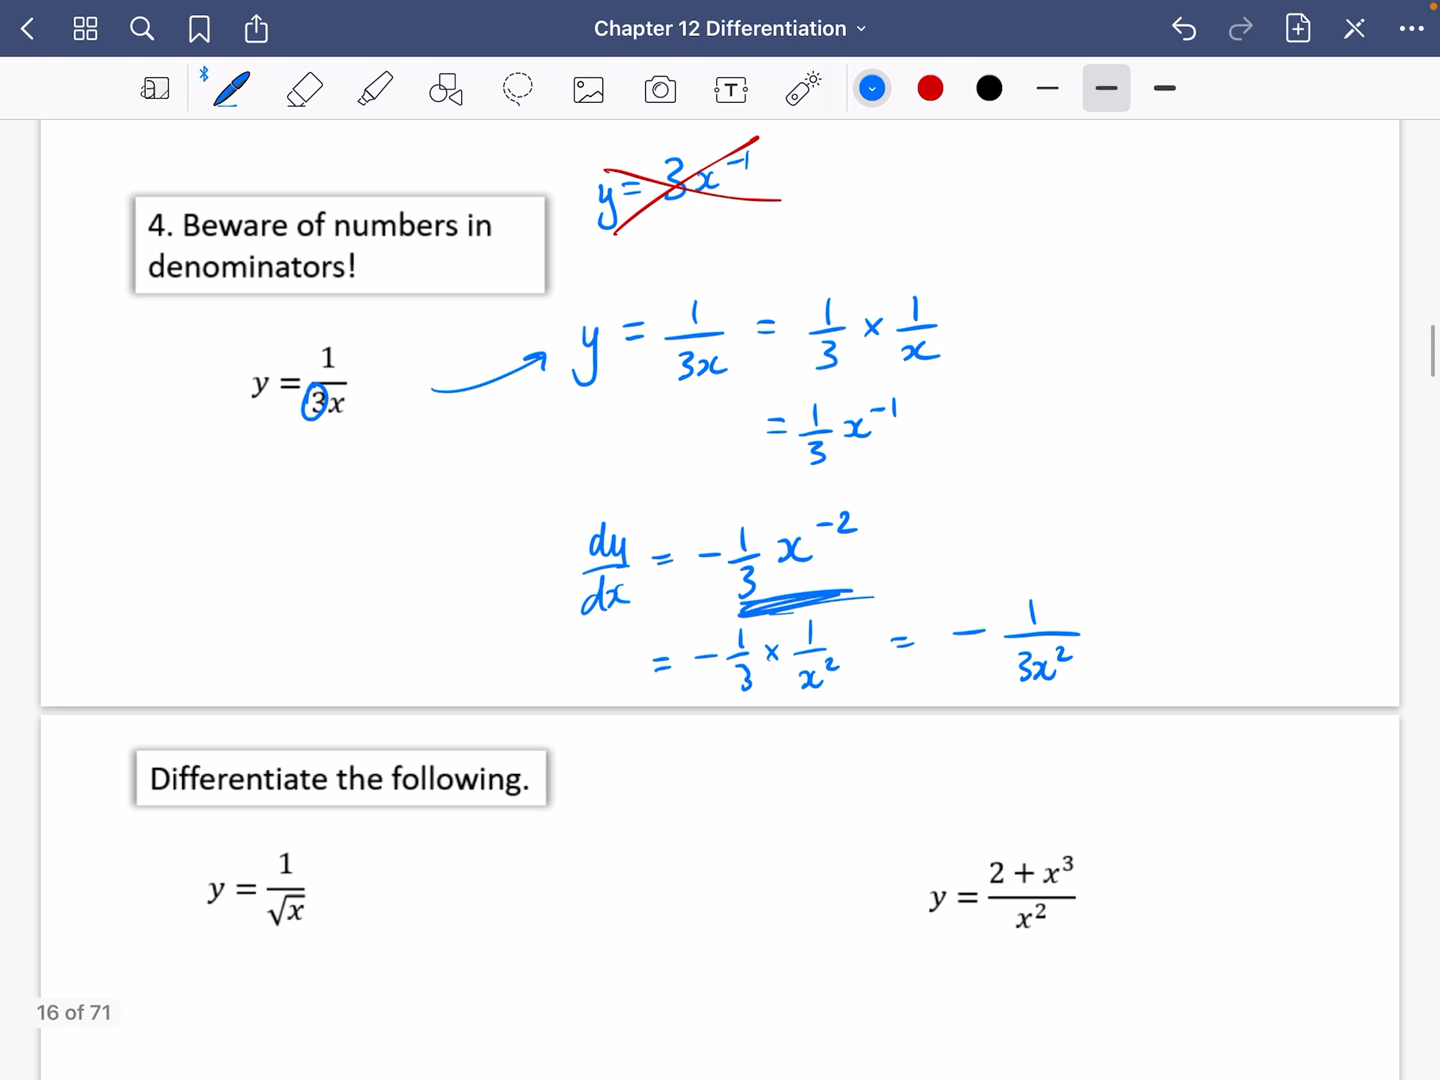 Chapter 12 Differentiation
y = 3x⁻¹
4. Beware of numbers in
denominators!
y = 1/3x
y = 1/3x = 1/3 × 1/x
= 1/3 x⁻¹
dy/dx = - 1/3 x⁻²
= - 1/3 × 1/x² = - 1/3x²
Differentiate the following.
y = 1/√x
y = 2 + x³/x²
16 of 71